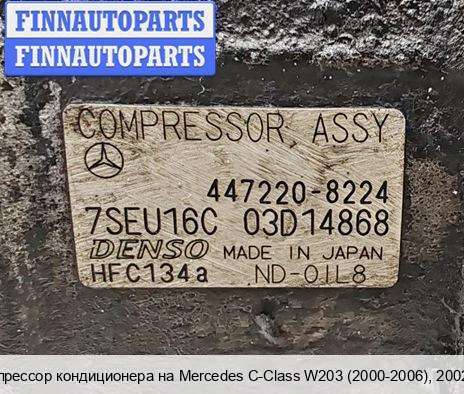 FINNAUTOPARTS
FINNAUTOPARTS
COMPRESSOR, ASSY
447220-8224
7SEU16C 03D14868
DENSO MADE IN JAPAN
HFC134a ND-OIL8
прессор кондиционера на Mercedes C-Class W203 (2000-2006), 2002